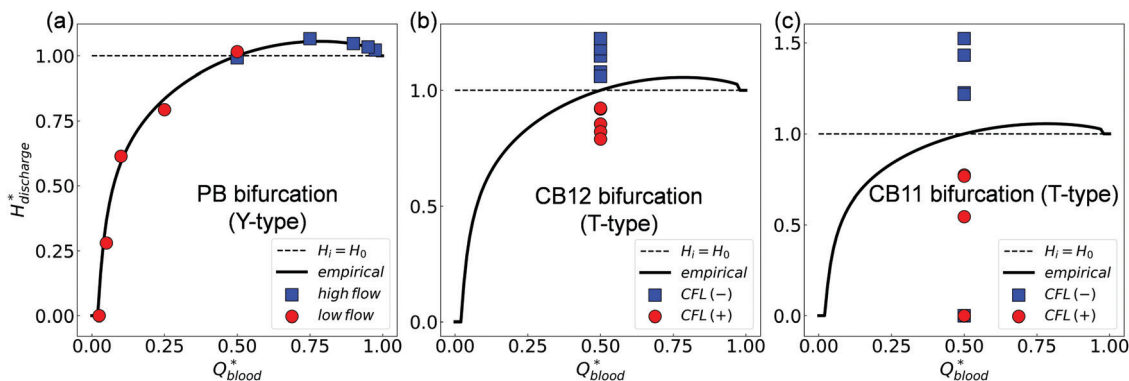 (a)
H*discharge
1.00
0.75
0.50
0.25
0.00
PB bifurcation
(Y-type)
Hi = H0
empirical
high flow
low flow
0.00 0.25 0.50 0.75 1.00
Q*blood
(b)
1.0
0.5
0.0
CB12 bifurcation
(T-type)
Hi = H0
empirical
CFL (−)
CFL (+)
0.00 0.25 0.50 0.75 1.00
Q*blood
(c)
1.5
1.0
0.5
0.0
CB11 bifurcation (T-type)
Hi = H0
empirical
CFL (−)
CFL (+)
0.00 0.25 0.50 0.75 1.00
Q*blood